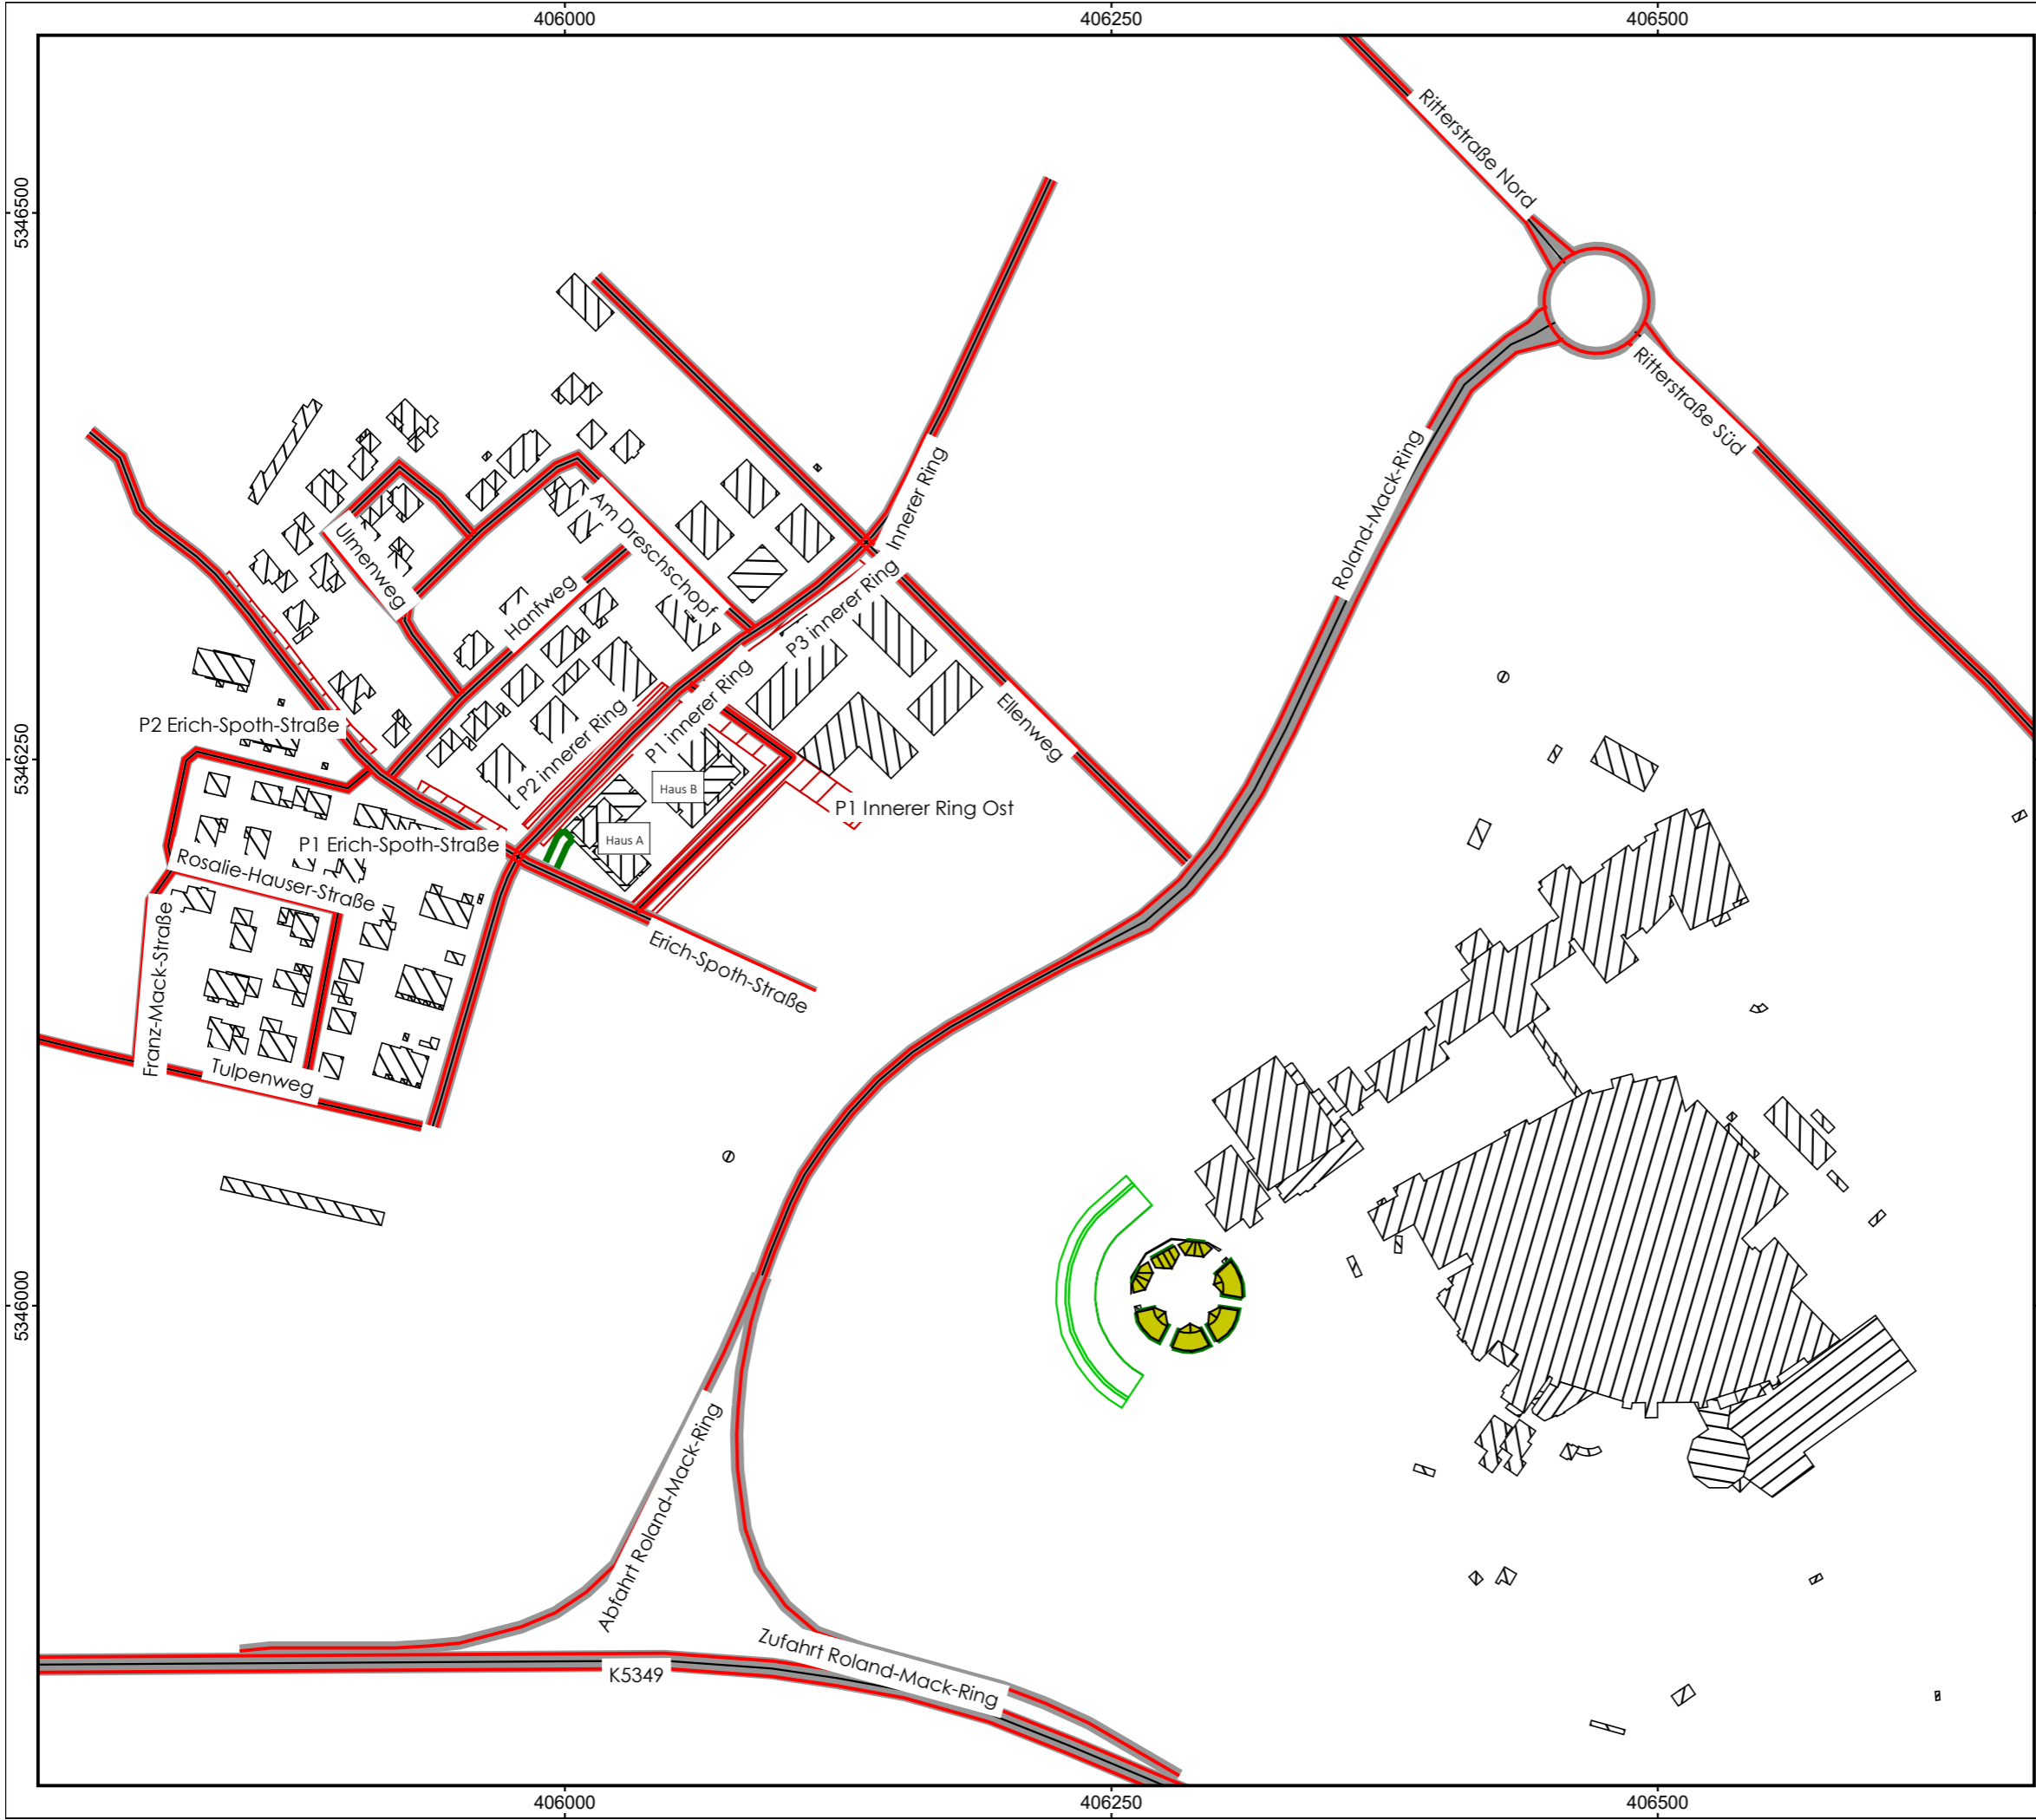 406000
406250
406500
Ritterstraße Nord
5346500
5346500
Ritterstraße Süd
Innerer Ring
Roland-Mack-Ring
Am Dreschschopf
Ulmenweg
Hanfweg
P3 innerer Ring
P1 innerer Ring
P2 innerer Ring
Ellenweg
P2 Erich-Spoth-Straße
5346250
Haus B
P1 Innerer Ring Ost
Haus A
P1 Erich-Spoth-Straße
Rosalie-Hauser-Straße
Franz-Mack-Straße
Erich-Spoth-Straße
Tulpenweg
5346000
Abfahrt Roland-Mack-Ring
Zufahrt Roland-Mack-Ring
K5349
406000
406250
406500